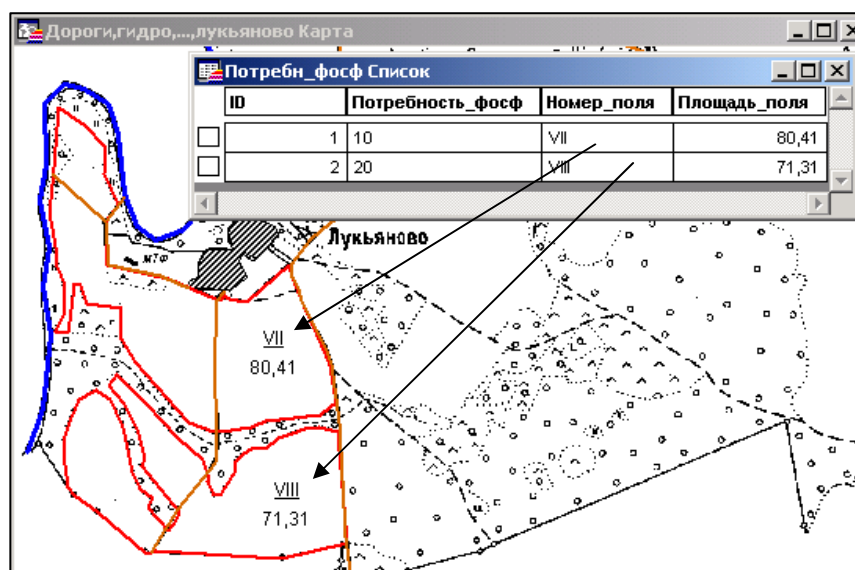 Дороги,гидро,...,лукьяново Карта
Потребн_фосф Список
ID Потребность_фосф Номер_поля Площадь_поля
1 10 VII 80,41
2 20 VIII 71,31
Лукьяново
МТФ
VII
80,41
VIII
71,31